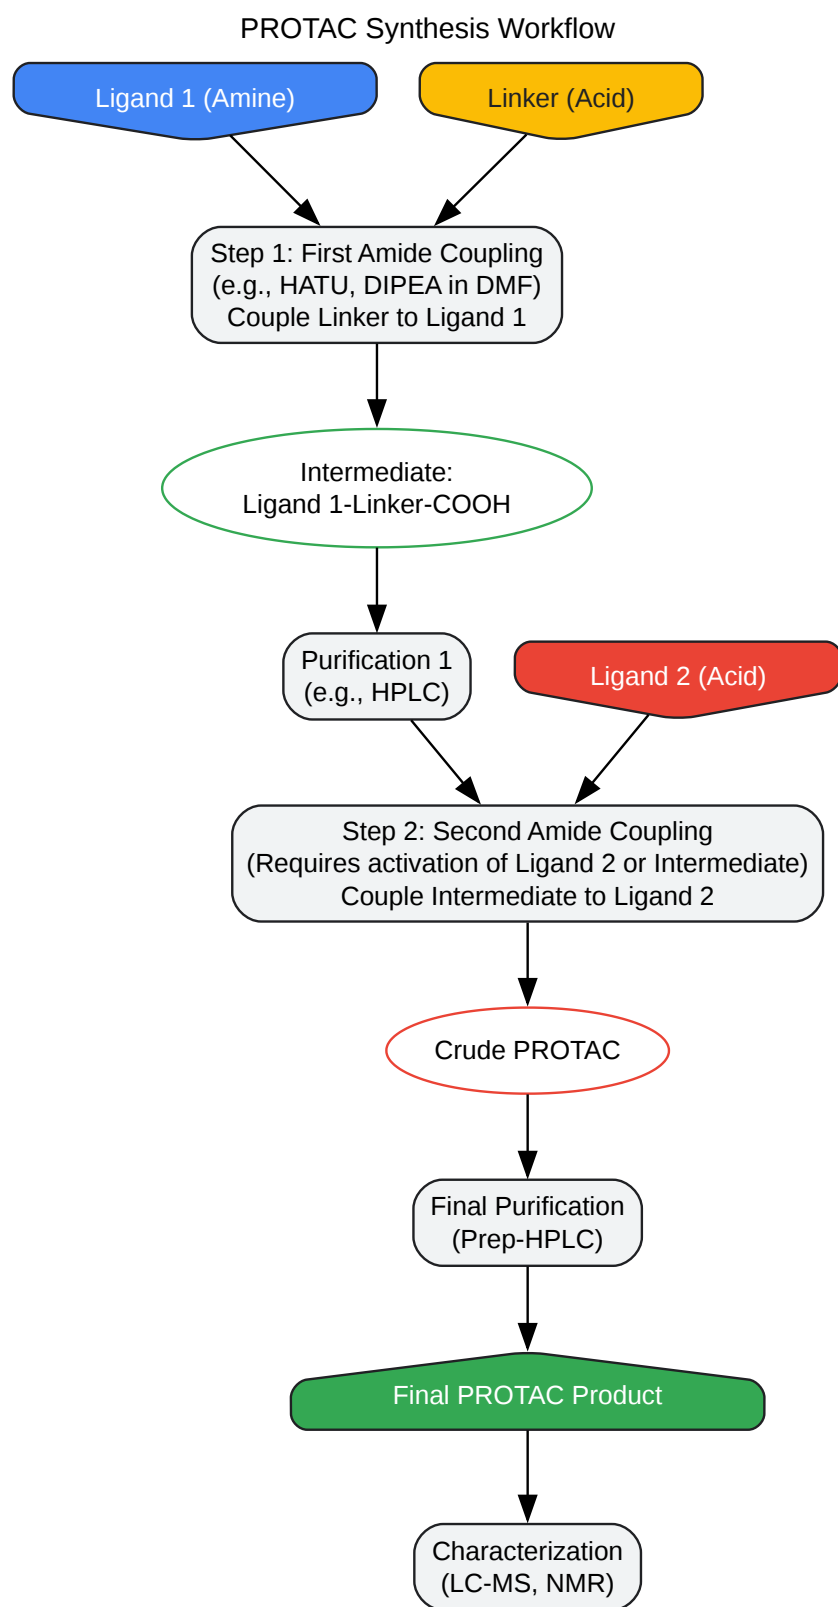 PROTAC Synthesis Workflow
Ligand 1 (Amine)
Linker (Acid)
Step 1: First Amide Coupling
(e.g., HATU, DIPEA in DMF)
Couple Linker to Ligand 1
Intermediate:
Ligand 1-Linker-COOH
Purification 1
(e.g., HPLC)
Ligand 2 (Acid)
Step 2: Second Amide Coupling
(Requires activation of Ligand 2 or Intermediate)
Couple Intermediate to Ligand 2
Crude PROTAC
Final Purification
(Prep-HPLC)
Final PROTAC Product
Characterization
(LC-MS, NMR)